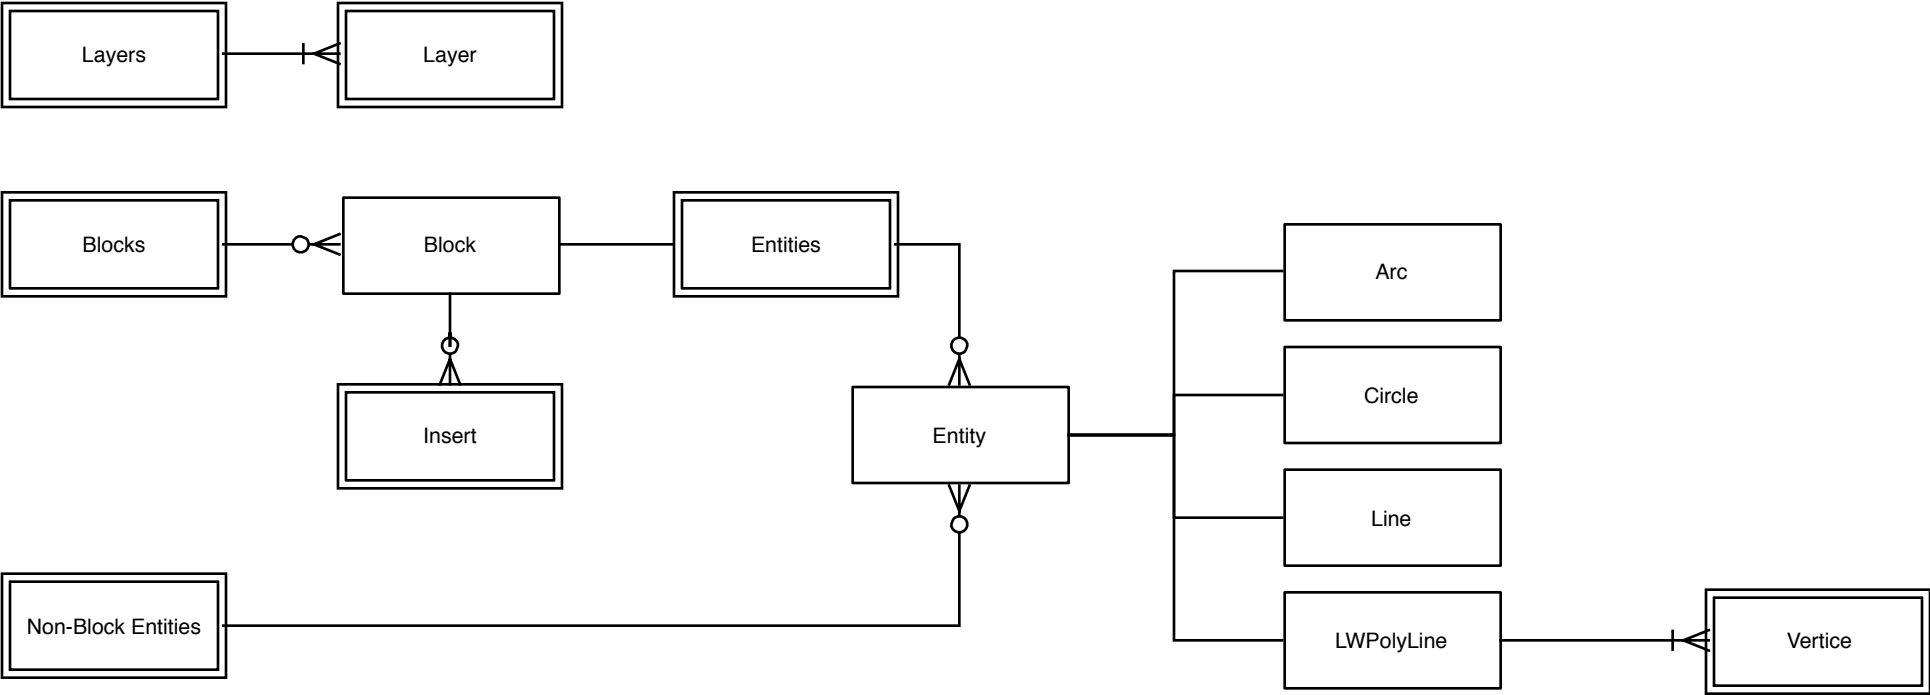 Layers
Layer
Blocks
Block
Entities
Arc
Circle
Insert
Entity
Line
Non-Block Entities
LWPolyLine
Vertice